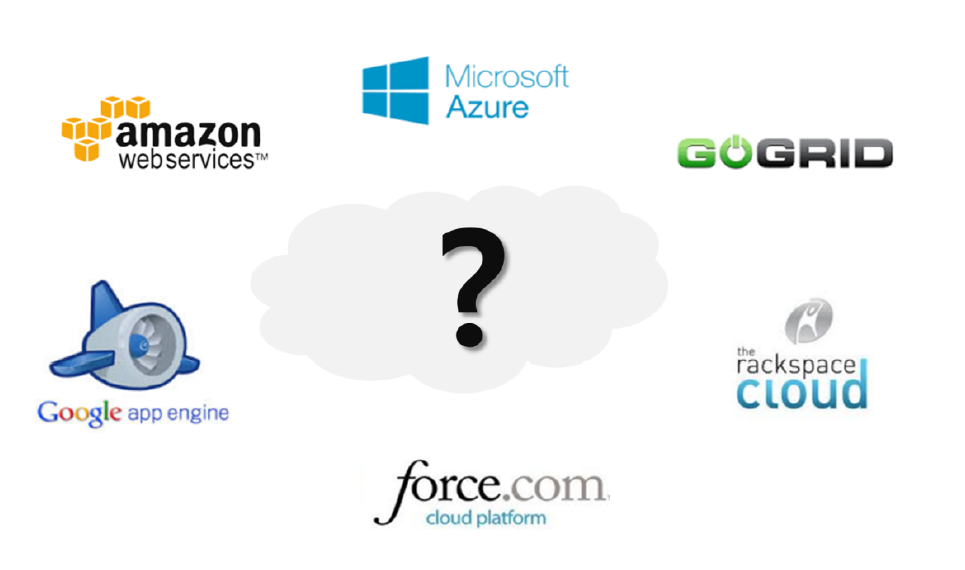 Microsoft
Azure
amazon
webservices™
GOGRID
?
Google app engine
the
rackspace
cloud
force.com
cloud platform